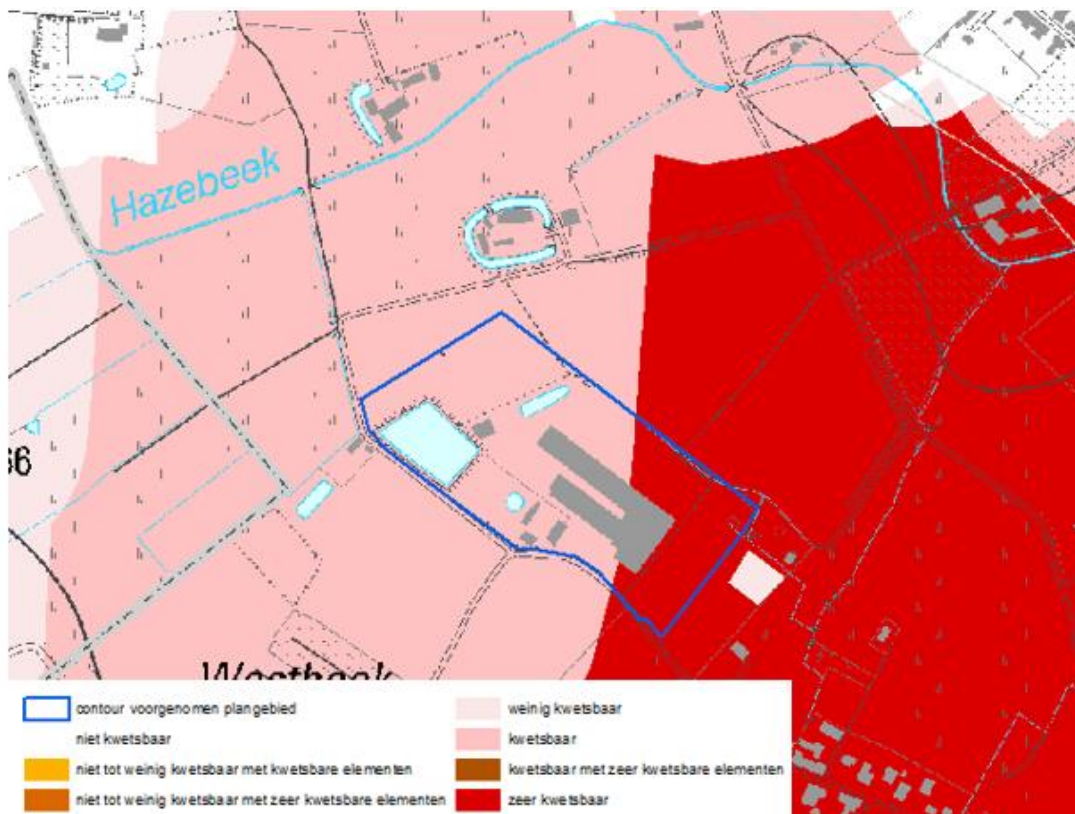 Hazebeek
66
Westhoek
contour voorgenomen plangebied
niet kwetsbaar
niet tot weinig kwetsbaar met kwetsbare elementen
niet tot weinig kwetsbaar met zeer kwetsbare elementen
weinig kwetsbaar
kwetsbaar
kwetsbaar met zeer kwetsbare elementen
zeer kwetsbaar